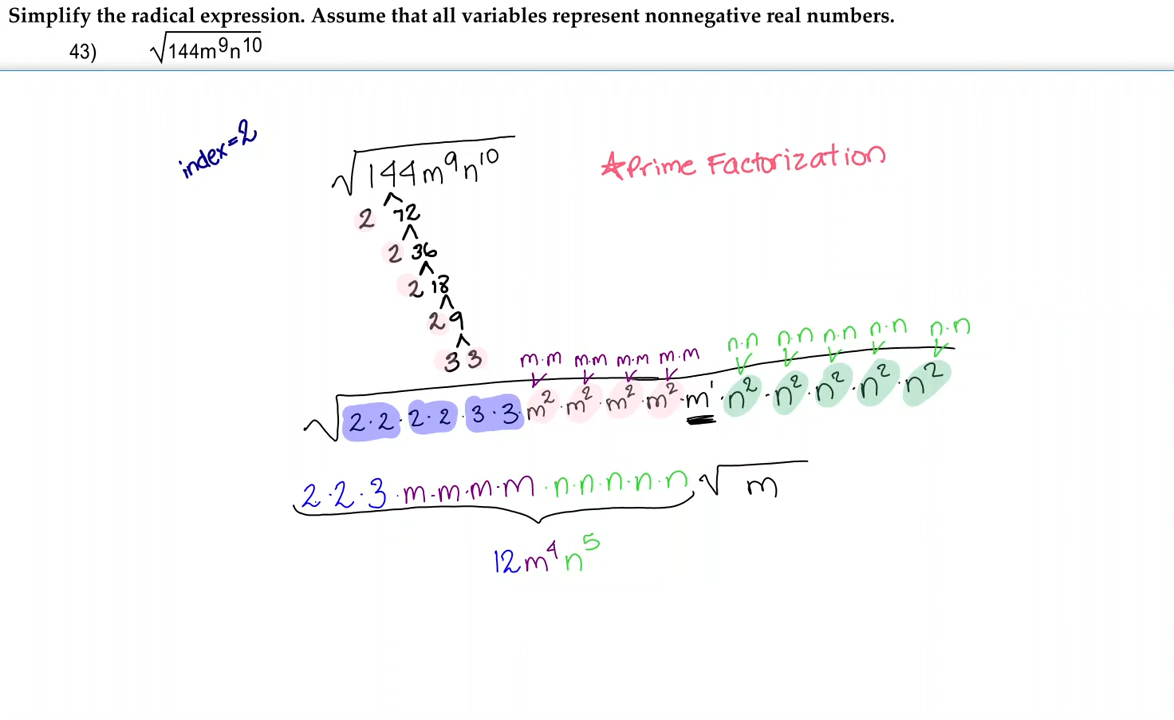 Simplify the radical expression. Assume that all variables represent nonnegative real numbers.
43) √144m⁹n¹⁰
index=2
√144m⁹n¹⁰
★Prime Factorization
2 72
2 36
2 18
2 9
3 3
m·m m·m m·m m·m n·n n·n n·n n·n n·n
√2·2·2·2·3·3·m²·m²·m²·m²·m¹·n²·n²·n²·n²·n²
2·2·3·m·m·m·m·n·n·n·n·n√m
12m⁴n⁵